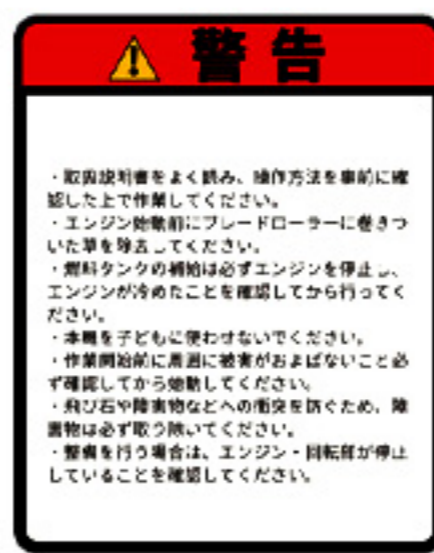 警告
・取扱説明書をよく読み、操作方法を事前に確
認した上で作業してください。
・エンジン始動前にブレードローラーに巻きつ
いた草を除去してください。
・燃料タンクの補給は必ずエンジンを停止し、
エンジンが冷めたことを確認してから行ってく
ださい。
・本機を子どもに使わせないでください。
・作業開始前に周囲に被害がおよばないこと必
ず確認してから始動してください。
・飛び石や障害物などへの衝突を防ぐため、障
害物は必ず取う除いてください。
・整備を行う場合は、エンジン・回転部が停止
していることを確認してください。